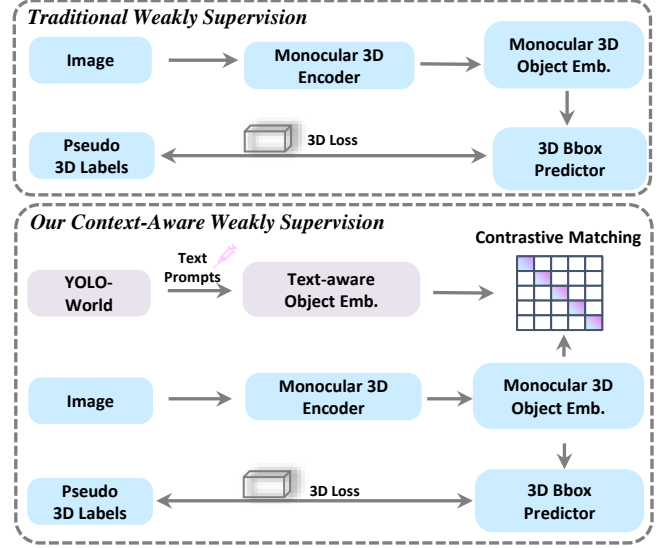 Traditional Weakly Supervision
Image
Monocular 3D
Encoder
Monocular 3D
Object Emb.
Pseudo
3D Labels
3D Loss
3D Bbox
Predictor
Our Context-Aware Weakly Supervision
Contrastive Matching
YOLO-
World
Text
Prompts
Text-aware
Object Emb.
Image
Monocular 3D
Encoder
Monocular 3D
Object Emb.
Pseudo
3D Labels
3D Loss
3D Bbox
Predictor